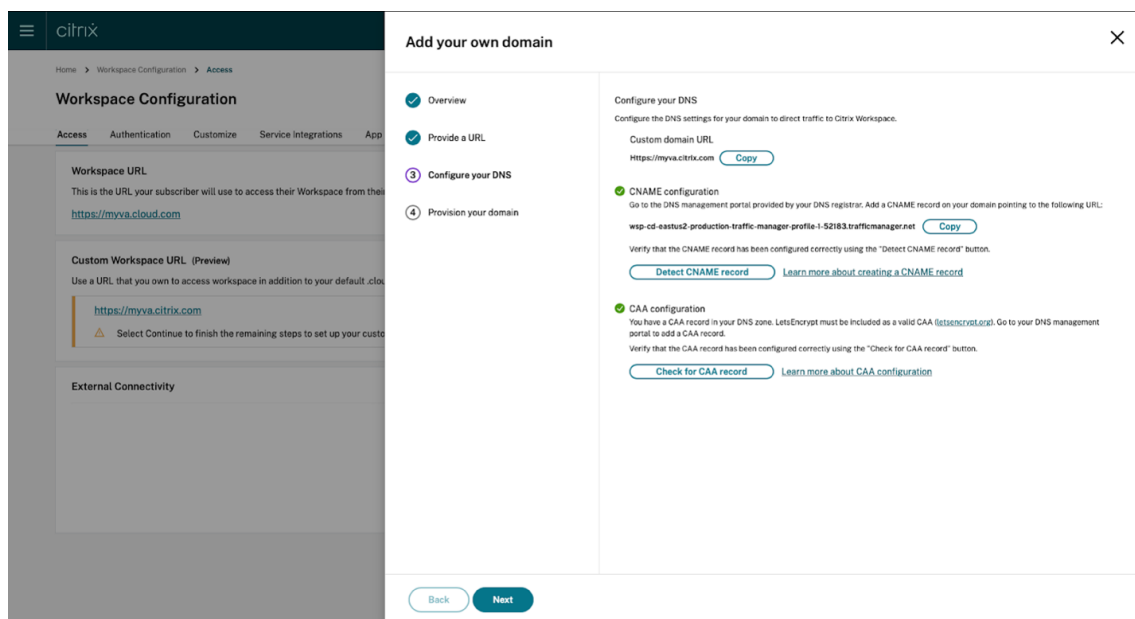 citrix
Home > Workspace Configuration > Access
Workspace Configuration
Access Authentication Customize Service Integrations App
Workspace URL
This is the URL your subscriber will use to access their Workspace from thei
https://myva.cloud.com
Custom Workspace URL (Preview)
Use a URL that you own to access workspace in addition to your default .clou
https://myva.citrix.com
Select Continue to finish the remaining steps to set up your custo
External Connectivity
Add your own domain
Overview
Provide a URL
3 Configure your DNS
4 Provision your domain
Configure your DNS
Configure the DNS settings for your domain to direct traffic to Citrix Workspace.
Custom domain URL
Https://myva.citrix.com Copy
CNAME configuration
Go to the DNS management portal provided by your DNS registrar. Add a CNAME record on your domain pointing to the following URL:
wsp-cd-eastus2-production-traffic-manager-profile-1-52183.trafficmanager.net Copy
Verify that the CNAME record has been configured correctly using the "Detect CNAME record" button.
Detect CNAME record Learn more about creating a CNAME record
CAA configuration
You have a CAA record in your DNS zone. LetsEncrypt must be included as a valid CAA (letsencrypt.org). Go to your DNS management
portal to add a CAA record.
Verify that the CAA record has been configured correctly using the "Check for CAA record" button.
Check for CAA record Learn more about CAA configuration
Back Next